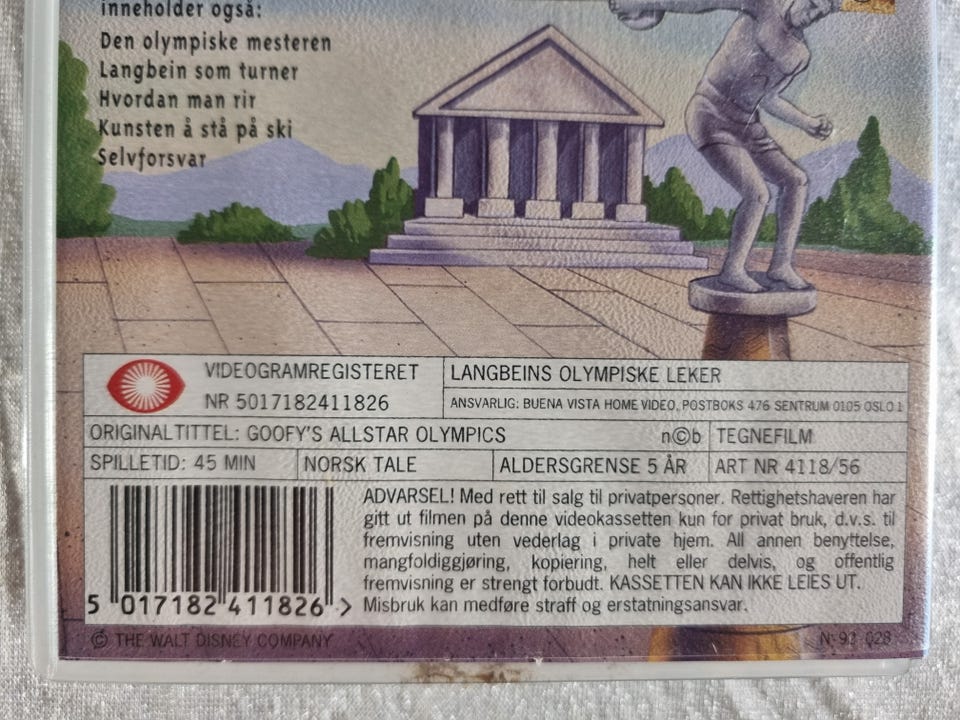 inneholder også:
Den olympiske mesteren
Langbein som turner
Hvordan man rir
Kunsten å stå på ski
Selvforsvar
VIDEOGRAMREGISTERET
NR 5017182411826
LANGBEINS OLYMPISKE LEKER
ANSVARLIG: BUENA VISTA HOME VIDEO, POSTBOKS 476 SENTRUM 0105 OSLO 1
ORIGINALTITTEL: GOOFY'S ALLSTAR OLYMPICS
n©b
TEGNEFILM
SPILLETID: 45 MIN
NORSK TALE
ALDERSGRENSE 5 ÅR
ART NR 4118/56
ADVARSEL! Med rett til salg til privatpersoner. Rettighetshaveren har
gitt ut filmen på denne videokassetten kun for privat bruk, d.v.s. til
fremvisning uten vederlag i private hjem. All annen benyttelse,
mangfoldiggjøring, kopiering, helt eller delvis, og offentlig
fremvisning er strengt forbudt. KASSETTEN KAN IKKE LEIES UT.
Misbruk kan medføre straff og erstatningsansvar.
5 017182 411826 >
© THE WALT DISNEY COMPANY
N-93 028